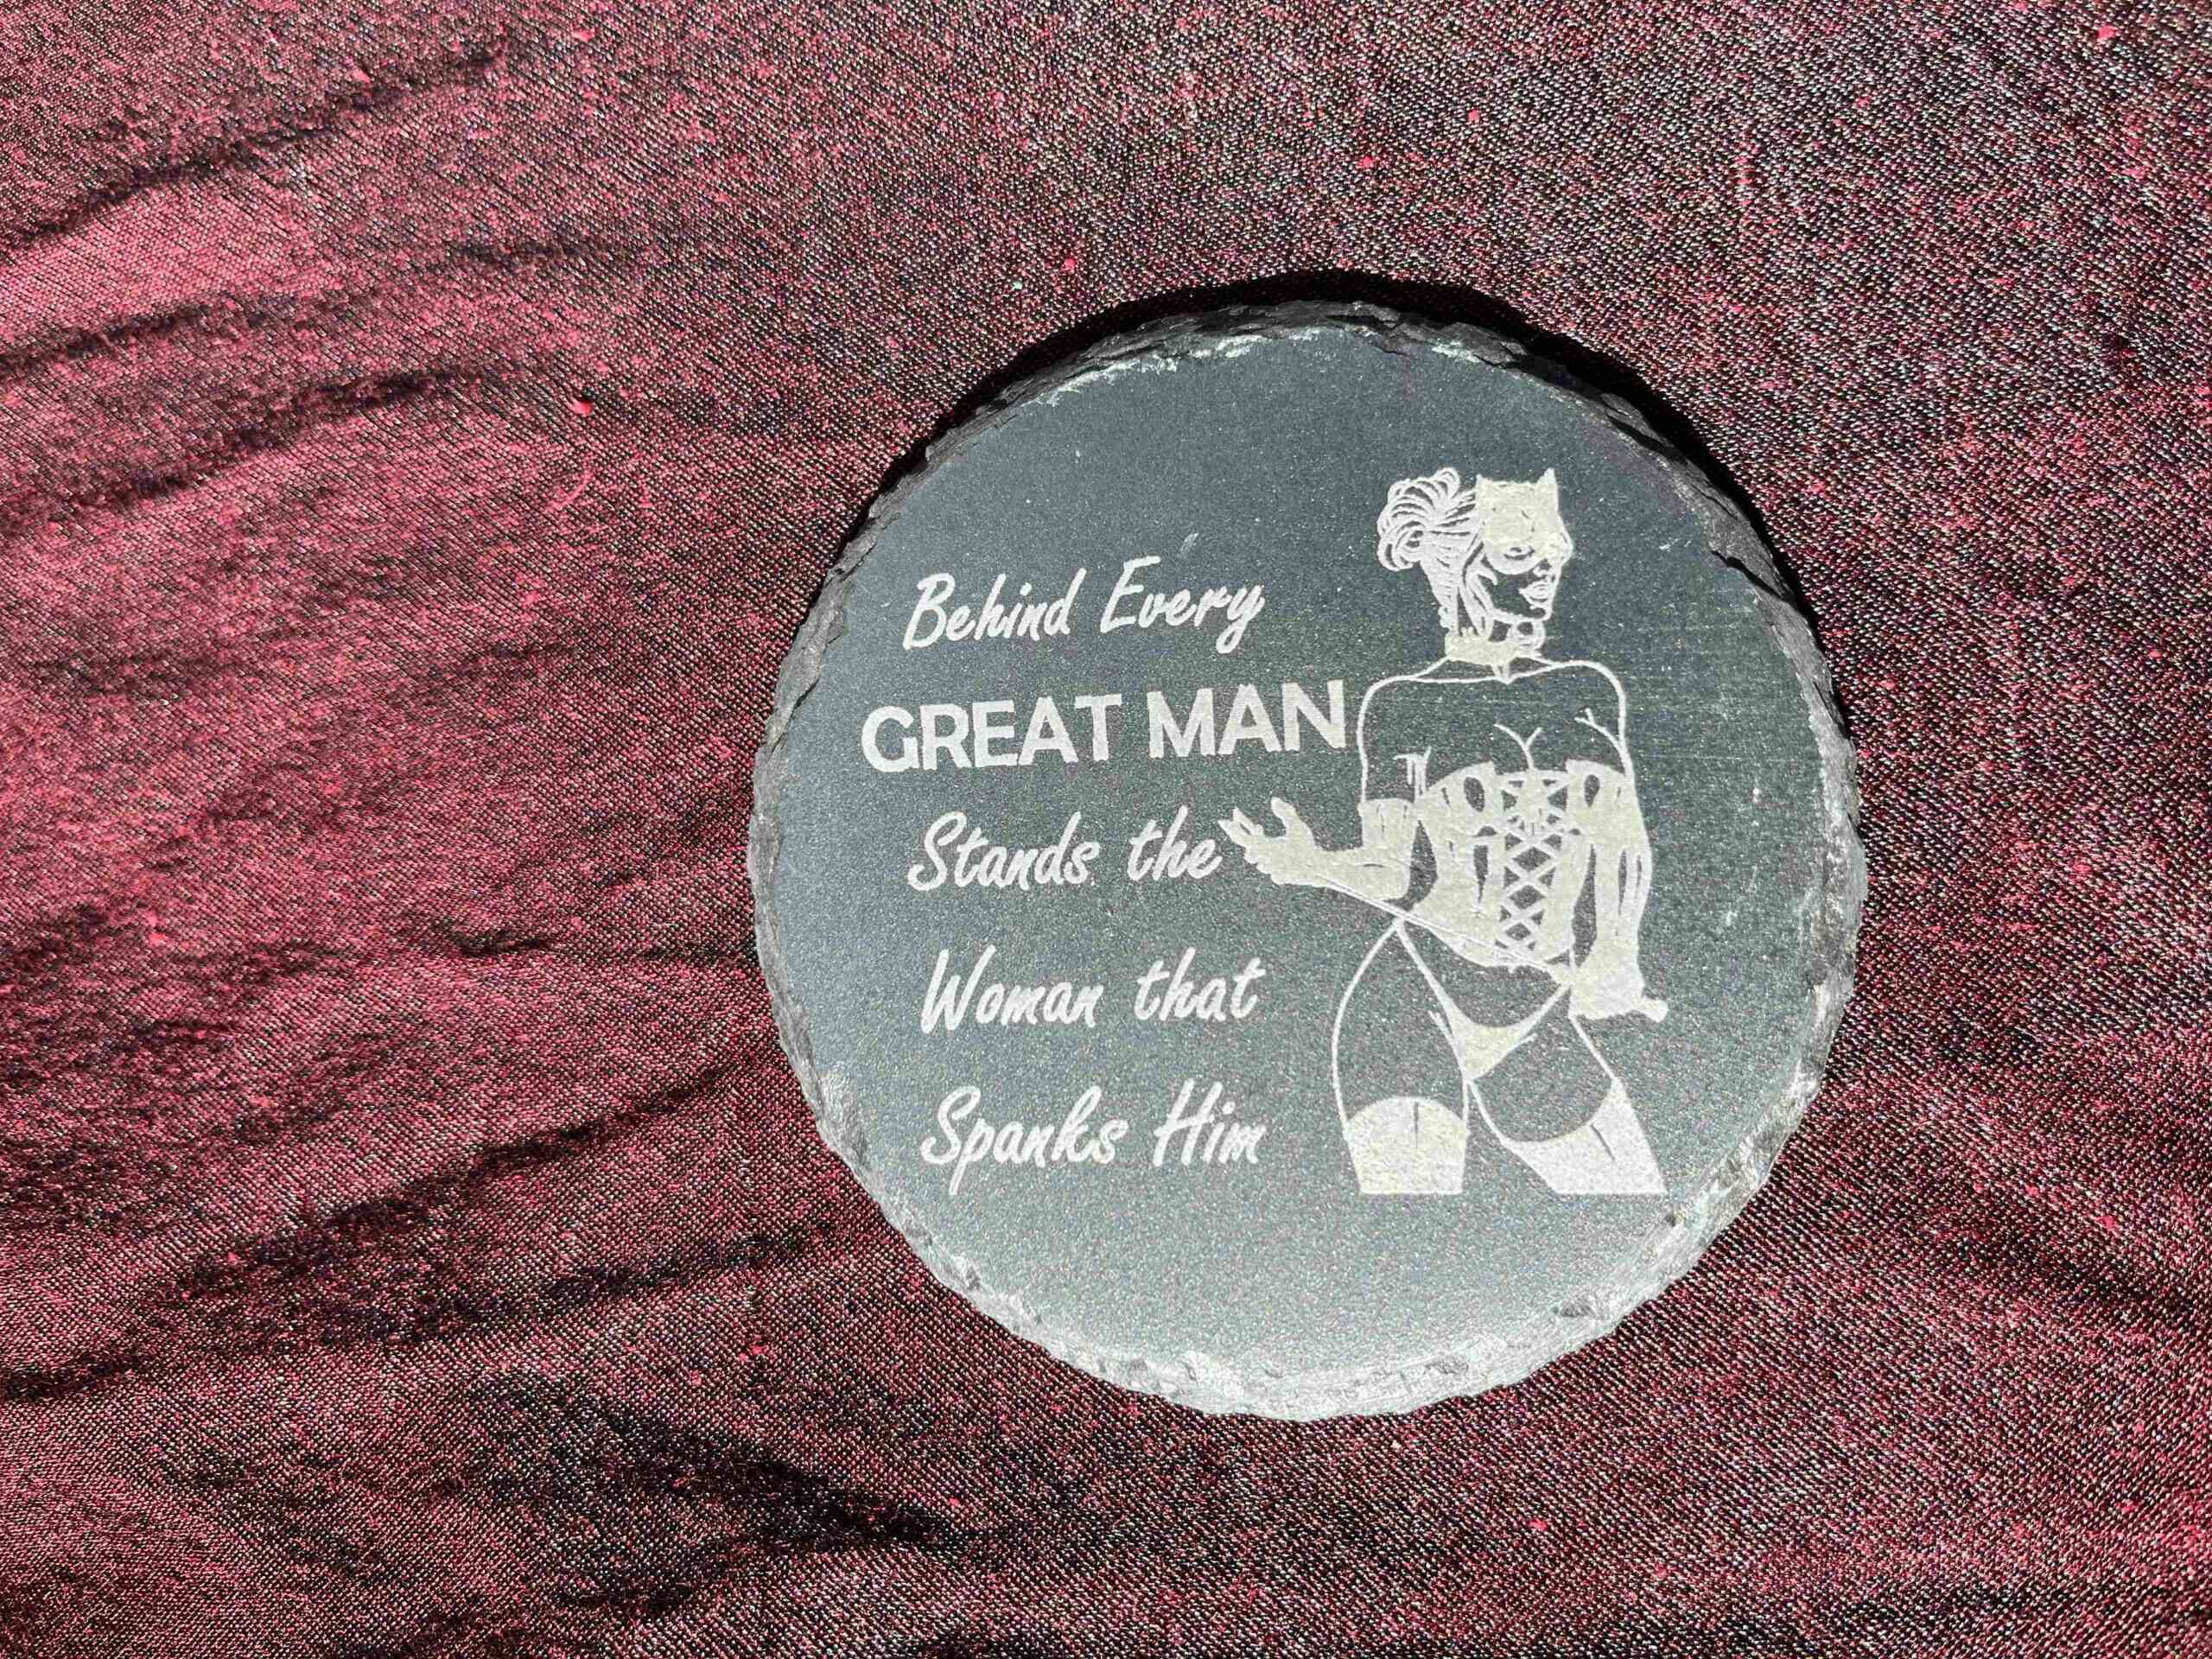 Behind Every
GREAT MAN
Stands the
Woman that
Spanks Him